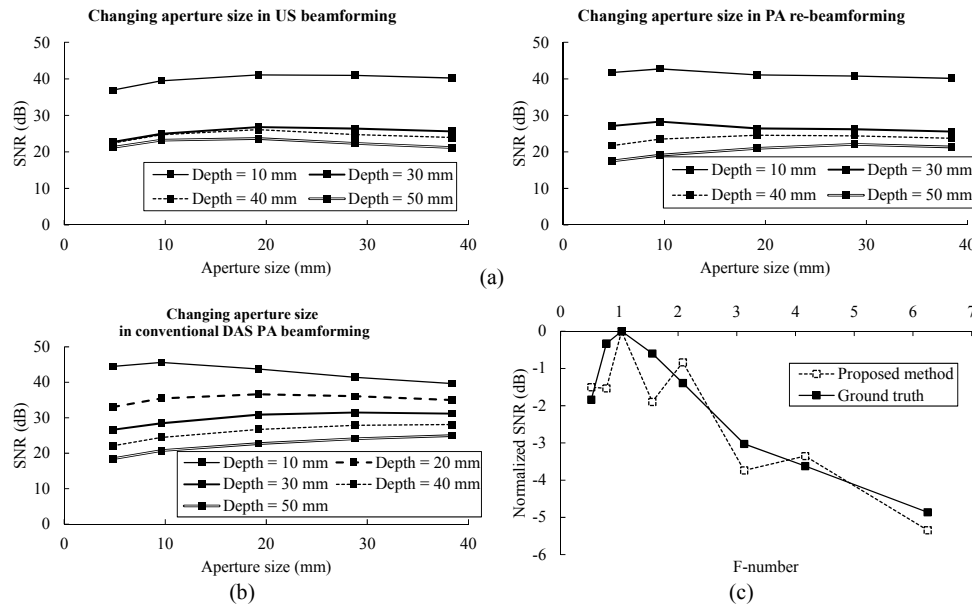 Changing aperture size in US beamforming
50
40
30
20
10
0
SNR (dB)
Depth = 10 mm
Depth = 30 mm
Depth = 40 mm
Depth = 50 mm
0 10 20 30 40
Aperture size (mm)
Changing aperture size in PA re-beamforming
50
40
30
20
10
0
SNR (dB)
Depth = 10 mm
Depth = 30 mm
Depth = 40 mm
Depth = 50 mm
0 10 20 30 40
Aperture size (mm)
(a)
Changing aperture size
in conventional DAS PA beamforming
50
40
30
20
10
0
SNR (dB)
Depth = 10 mm
Depth = 20 mm
Depth = 30 mm
Depth = 40 mm
Depth = 50 mm
0 10 20 30 40
Aperture size (mm)
(b)
0 1 2 3 4 5 6 7
0
-1
-2
-3
-4
-5
-6
Normalized SNR (dB)
Proposed method
Ground truth
F-number
(c)